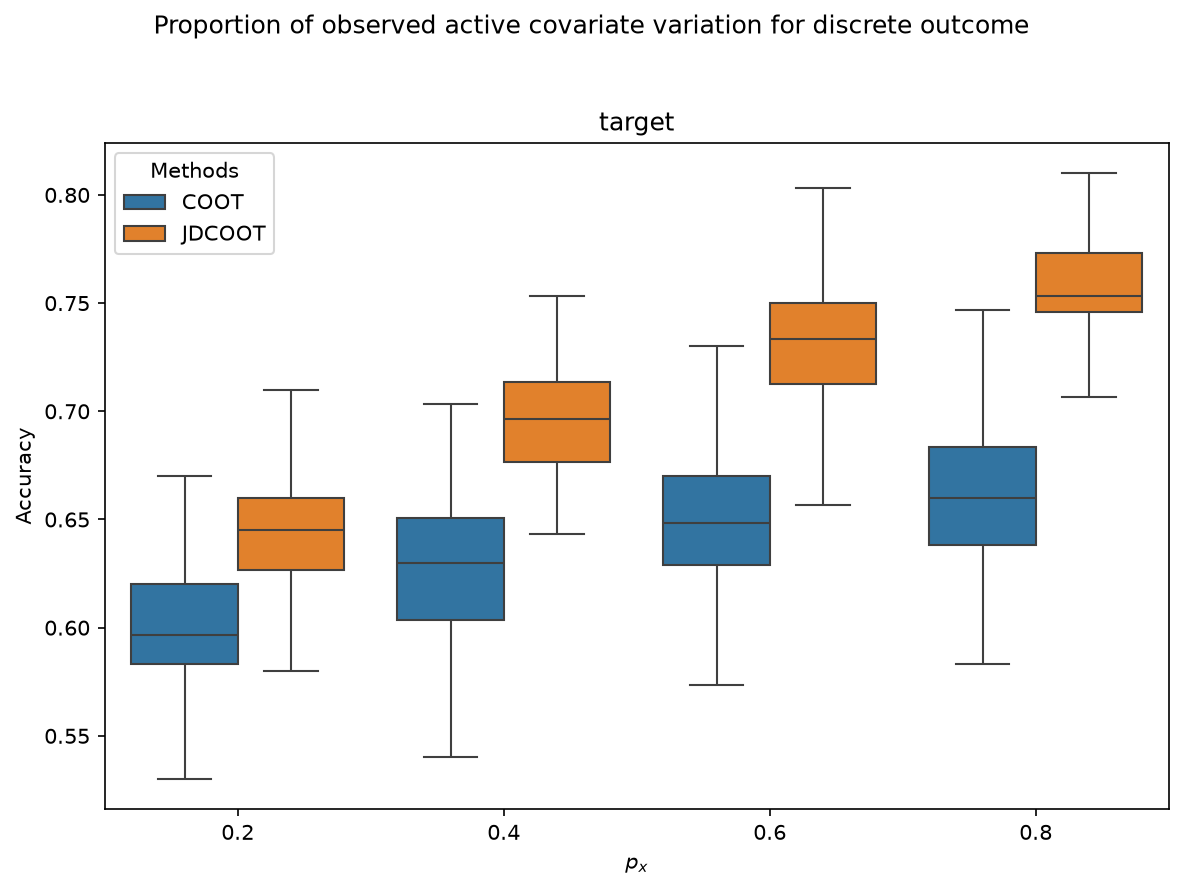 Proportion of observed active covariate variation for discrete outcome
target
Methods
COOT
JDCOOT
0.80
0.75
0.70
0.65
0.60
0.55
Accuracy
0.2 0.4 0.6 0.8
pₓ